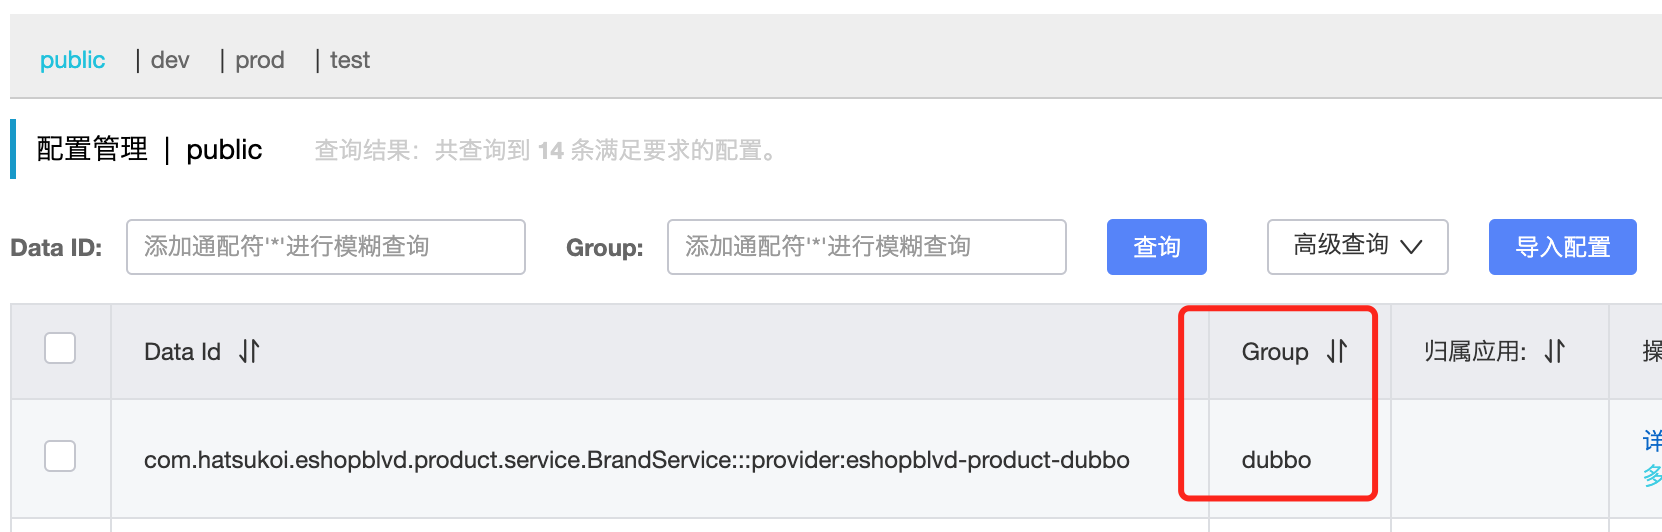 public | dev | prod | test
配置管理 | public 查询结果：共查询到 14 条满足要求的配置。
Data ID: 添加通配符'*'进行模糊查询 Group: 添加通配符'*'进行模糊查询 查询 高级查询 导入配置
Data Id Group 归属应用: 操
com.hatsukoi.eshopblvd.product.service.BrandService:::provider:eshopblvd-product-dubbo dubbo 详
多